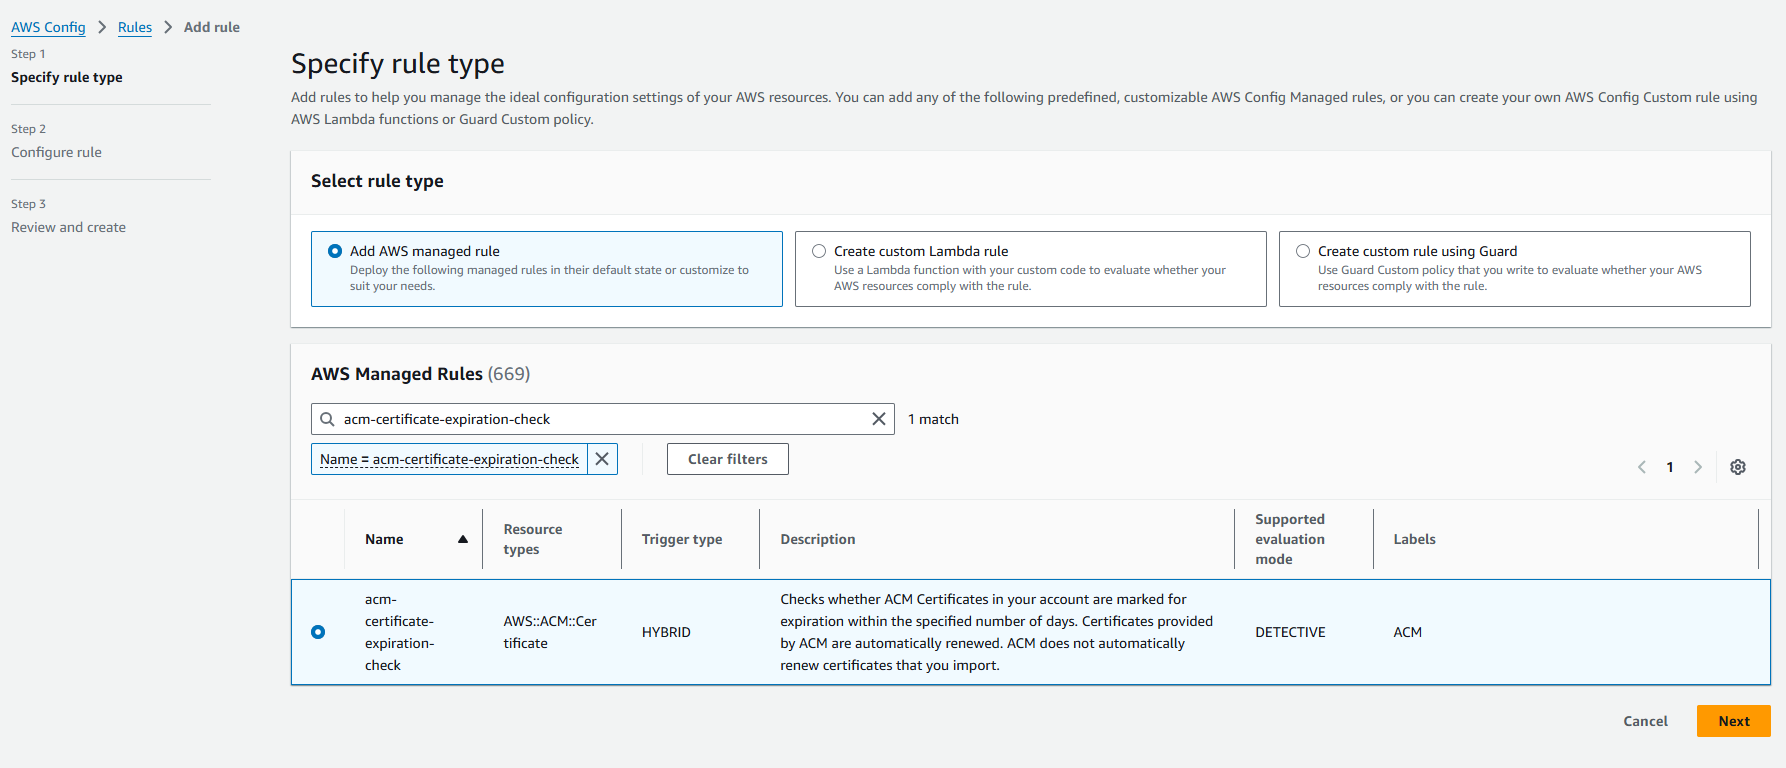 AWS Config > Rules > Add rule
Step 1
Specify rule type
Step 2
Configure rule
Step 3
Review and create
Specify rule type
Add rules to help you manage the ideal configuration settings of your AWS resources. You can add any of the following predefined, customizable AWS Config Managed rules, or you can create your own AWS Config Custom rule using
AWS Lambda functions or Guard Custom policy.
Select rule type
Add AWS managed rule
Deploy the following managed rules in their default state or customize to
suit your needs.
Create custom Lambda rule
Use a Lambda function with your custom code to evaluate whether your
AWS resources comply with the rule.
Create custom rule using Guard
Use Guard Custom policy that you write to evaluate whether your AWS
resources comply with the rule.
AWS Managed Rules (669)
acm-certificate-expiration-check
1 match
Name = acm-certificate-expiration-check
Clear filters
1
Name
Resource
types
Trigger type
Description
Supported
evaluation
mode
Labels
acm-
certificate-
expiration-
check
AWS::ACM::Cer
tificate
HYBRID
Checks whether ACM Certificates in your account are marked for
expiration within the specified number of days. Certificates provided
by ACM are automatically renewed. ACM does not automatically
renew certificates that you import.
DETECTIVE
ACM
Cancel
Next